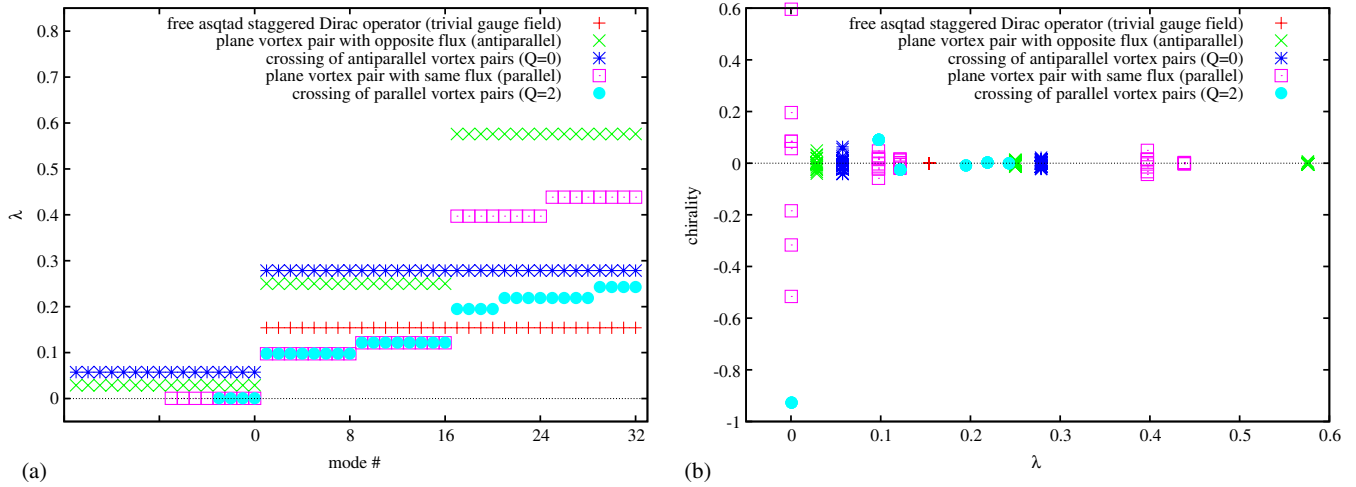 free asqtad staggered Dirac operator (trivial gauge field)
plane vortex pair with opposite flux (antiparallel)
crossing of antiparallel vortex pairs (Q=0)
plane vortex pair with same flux (parallel)
crossing of parallel vortex pairs (Q=2)
0.8
0.7
0.6
0.5
0.4
0.3
0.2
0.1
0
λ
0 8 16 24 32
mode #
(a)
free asqtad staggered Dirac operator (trivial gauge field)
plane vortex pair with opposite flux (antiparallel)
crossing of antiparallel vortex pairs (Q=0)
plane vortex pair with same flux (parallel)
crossing of parallel vortex pairs (Q=2)
0.6
0.4
0.2
0
-0.2
-0.4
-0.6
-0.8
-1
chirality
0 0.1 0.2 0.3 0.4 0.5 0.6
λ
(b)